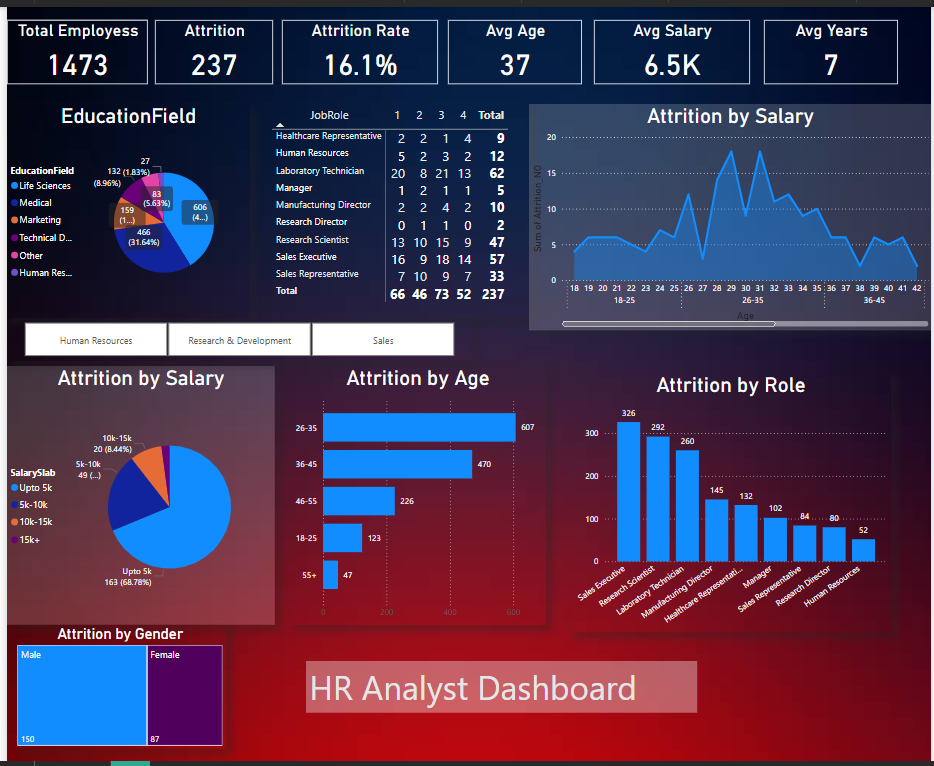 Total Employess
1473
Attrition
237
Attrition Rate
16.1%
Avg Age
37
Avg Salary
6.5K
Avg Years
7
EducationField
EducationField
Life Sciences
Medical
Marketing
Technical D...
Other
Human Res...
606
(4...)
466
(31.64%)
159
(1...)
132
(8.96%)
83
(5.63%)
27
(1.83%)
JobRole 1 2 3 4 Total
Healthcare Representative 2 2 1 4 9
Human Resources 5 2 3 2 12
Laboratory Technician 20 8 21 13 62
Manager 1 2 1 1 5
Manufacturing Director 2 2 4 2 10
Research Director 0 1 1 0 2
Research Scientist 13 10 15 9 47
Sales Executive 16 9 18 14 57
Sales Representative 7 10 9 7 33
Total 66 46 73 52 237
Attrition by Salary
Sum of Attrition_NO
20
15
10
5
0
18 19 20 21 22 23 24 25 26 27 28 29 30 31 32 33 34 35 36 37 38 39 40 41 42
18-25 26-35 36-45
Age
Human Resources
Research & Development
Sales
Attrition by Salary
SalarySlab
Upto 5k
5k-10k
10k-15k
15k+
10k-15k
20 (8.44%)
5k-10k
49 (...)
Upto 5k
163 (68.78%)
Attrition by Age
26-35 607
36-45 470
46-55 226
18-25 123
55+ 47
0 200 400 600
Attrition by Role
300
200
100
0
326 292 260 145 132 102 84 80 52
Sales Executive
Research Scientist
Laboratory Technician
Manufacturing Director
Healthcare Representati...
Manager
Sales Representative
Research Director
Human Resources
Attrition by Gender
Male
150
Female
87
HR Analyst Dashboard